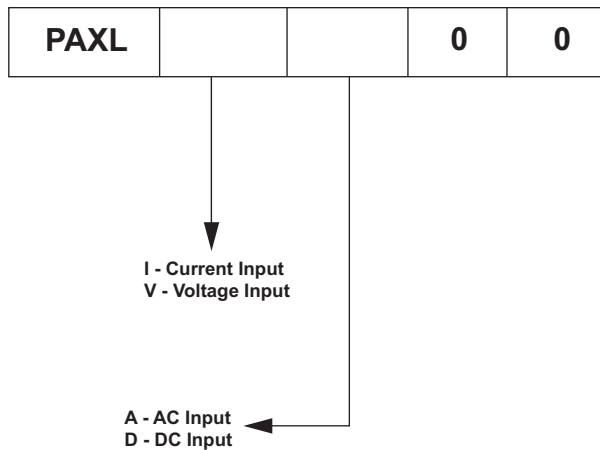 PAXL 0 0
I - Current Input
V - Voltage Input
A - AC Input
D - DC Input